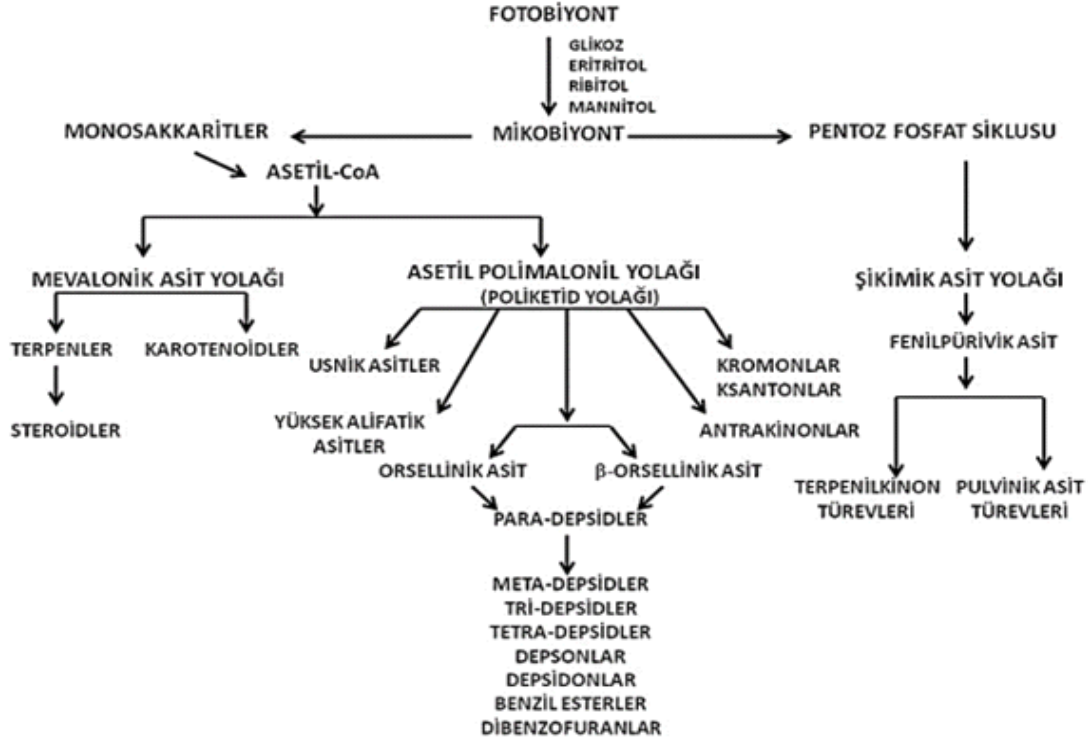 FOTOBİYONT
GLİKOZ
ERİTRİTOL
RİBİTOL
MANNİTOL
MONOSAKKARİTLER
MİKOBİYONT
PENTOZ FOSFAT SİKLUSU
ASETİL-CoA
MEVALONİK ASİT YOLAĞI
ASETİL POLİMALONİL YOLAĞI
(POLİKETİD YOLAĞI)
ŞİKİMİK ASİT YOLAĞI
TERPENLER
KAROTENOİDLER
USNİK ASİTLER
KROMONLAR
KSANTONLAR
FENİLPÜRİVİK ASİT
STEROİDLER
YÜKSEK ALİFATİK
ASİTLER
ANTRAKİNONLAR
ORSELLİNİK ASİT
β-ORSELLİNİK ASİT
TERPENİLKİNON
TÜREVLERİ
PULVİNİK ASİT
TÜREVLERİ
PARA-DEPSİDLER
META-DEPSİDLER
TRİ-DEPSİDLER
TETRA-DEPSİDLER
DEPSONLAR
DEPSİDONLAR
BENZİL ESTERLER
DİBENZOFURANLAR